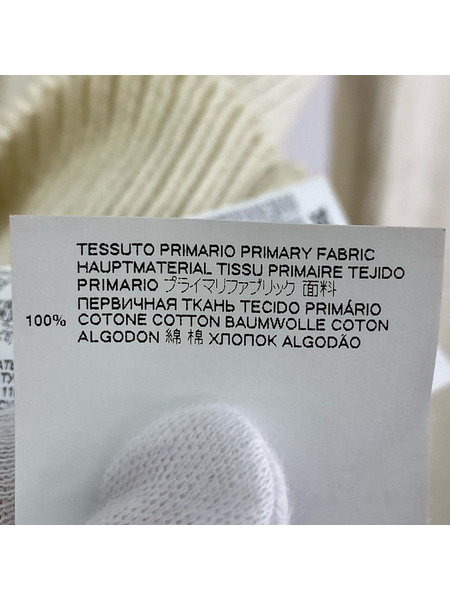 TESSUTO PRIMARIO PRIMARY FABRIC
HAUPTMATERIAL TISSU PRIMAIRE TEJIDO
PRIMARIO プライマリファブリック 面料
ПЕРВИЧНАЯ ТКАНЬ TECIDO PRIMÁRIO
100% COTONE COTTON BAUMWOLLE COTON
ALGODON 綿 棉 ХЛОПОК ALGODÃO